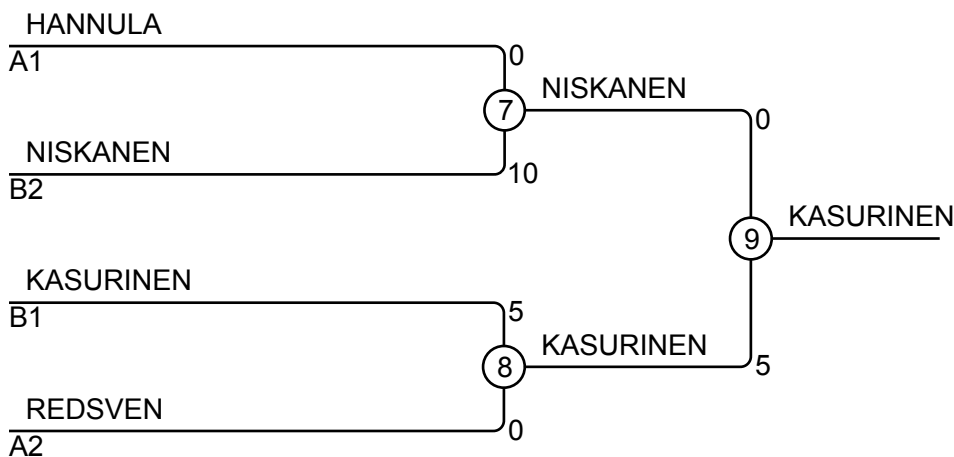 HANNULA
A1
0
7
NISKANEN
0
NISKANEN
B2
10
9
KASURINEN
KASURINEN
B1
5
8
KASURINEN
5
REDSVEN
A2
0